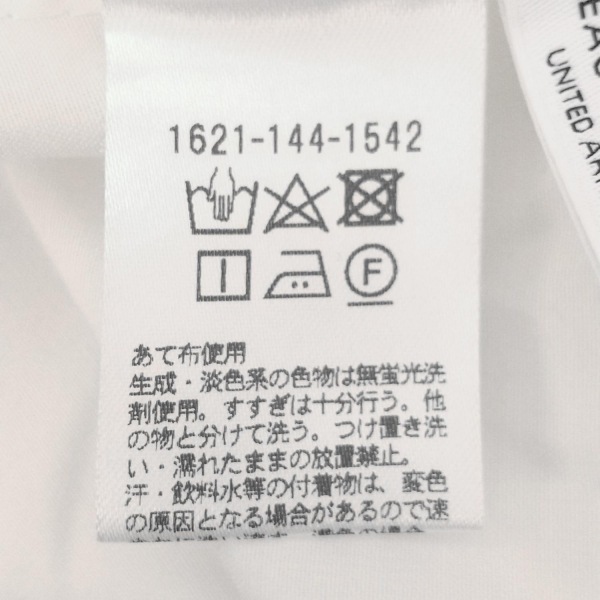 1621-144-1542
F
あて布使用
生成・淡色系の色物は無蛍光洗
剤使用。すすぎは十分行う。他
の物と分けて洗う。つけ置き洗
い・濡れたままの放置禁止。
汗・飲料水等の付着物は、変色
の原因となる場合があるので速
UNITED ARR